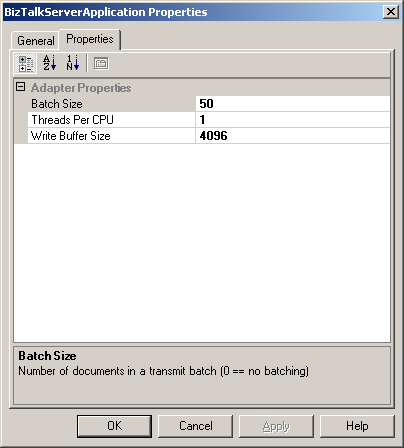 BizTalkServerApplication Properties
General Properties
Adapter Properties
Batch Size 50
Threads Per CPU 1
Write Buffer Size 4096
Batch Size
Number of documents in a transmit batch (0 == no batching)
OK Cancel Apply Help